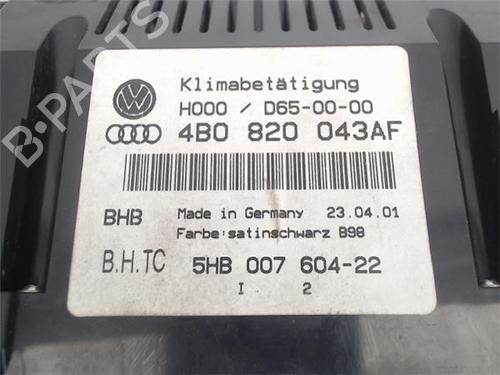 Klimabetätigung
H000 / D65-00-00
4B0 820 043AF
BHB Made in Germany 23.04.01
Farbe:satinschwarz B98
B.H.TC 5HB 007 604-22
I 2
B-PARTS